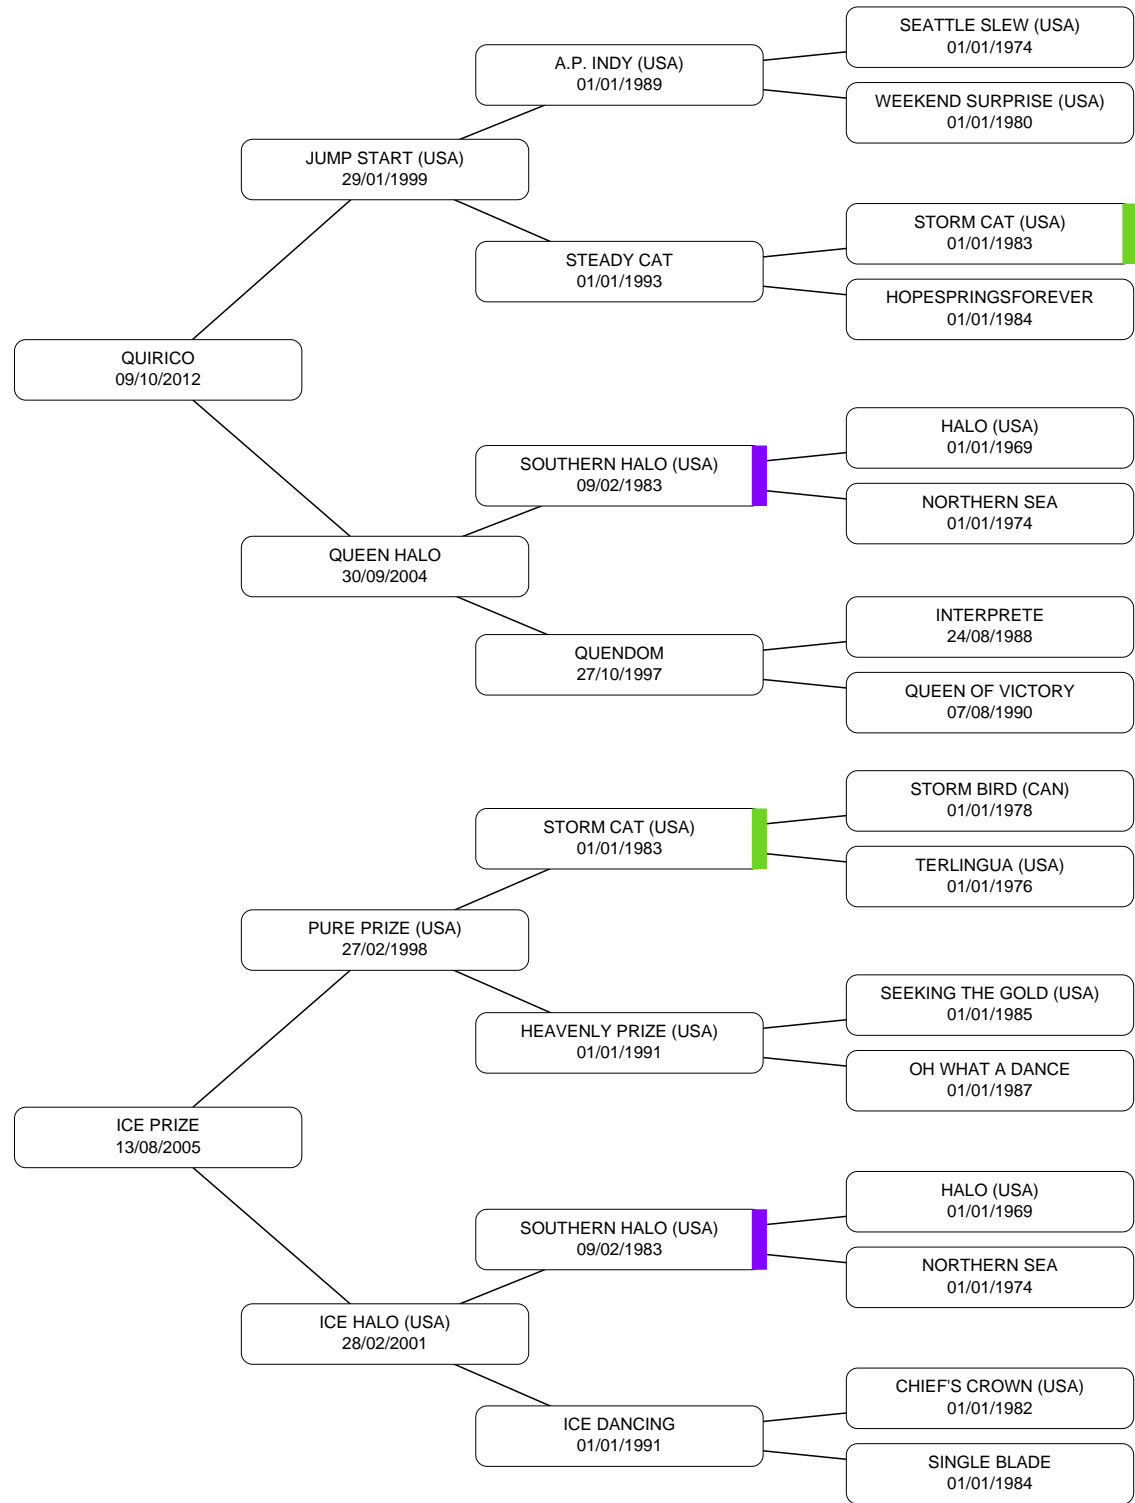 SEATTLE SLEW (USA)
01/01/1974
A.P. INDY (USA)
01/01/1989
WEEKEND SURPRISE (USA)
01/01/1980
JUMP START (USA)
29/01/1999
STORM CAT (USA)
01/01/1983
STEADY CAT
01/01/1993
HOPESPRINGSFOREVER
01/01/1984
QUIRICO
09/10/2012
HALO (USA)
01/01/1969
SOUTHERN HALO (USA)
09/02/1983
NORTHERN SEA
01/01/1974
QUEEN HALO
30/09/2004
INTERPRETE
24/08/1988
QUENDOM
27/10/1997
QUEEN OF VICTORY
07/08/1990
STORM BIRD (CAN)
01/01/1978
STORM CAT (USA)
01/01/1983
TERLINGUA (USA)
01/01/1976
PURE PRIZE (USA)
27/02/1998
SEEKING THE GOLD (USA)
01/01/1985
HEAVENLY PRIZE (USA)
01/01/1991
OH WHAT A DANCE
01/01/1987
ICE PRIZE
13/08/2005
HALO (USA)
01/01/1969
SOUTHERN HALO (USA)
09/02/1983
NORTHERN SEA
01/01/1974
ICE HALO (USA)
28/02/2001
CHIEF'S CROWN (USA)
01/01/1982
ICE DANCING
01/01/1991
SINGLE BLADE
01/01/1984